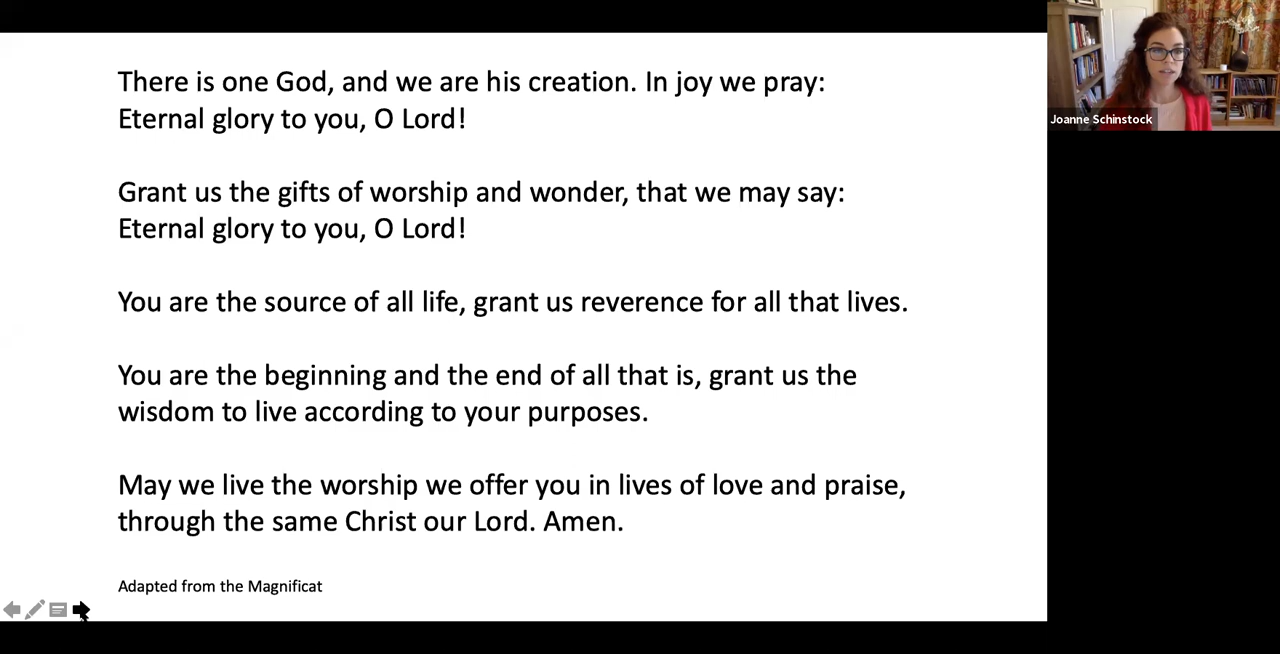 There is one God, and we are his creation. In joy we pray:
Eternal glory to you, O Lord!
Grant us the gifts of worship and wonder, that we may say:
Eternal glory to you, O Lord!
You are the source of all life, grant us reverence for all that lives.
You are the beginning and the end of all that is, grant us the
wisdom to live according to your purposes.
May we live the worship we offer you in lives of love and praise,
through the same Christ our Lord. Amen.
Adapted from the Magnificat
Joanne Schinstock